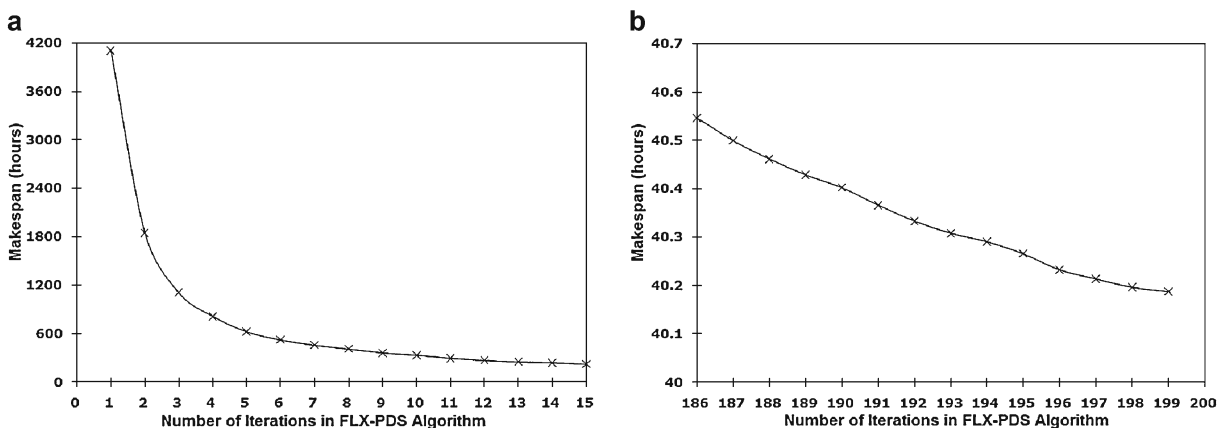 a
4200
3600
3000
2400
1800
1200
600
0
Makespan (hours)
0 1 2 3 4 5 6 7 8 9 10 11 12 13 14 15
Number of Iterations in FLX-PDS Algorithm
b
40.7
40.6
40.5
40.4
40.3
40.2
40.1
40
Makespan (hours)
186 187 188 189 190 191 192 193 194 195 196 197 198 199 200
Number of Iterations in FLX-PDS Algorithm